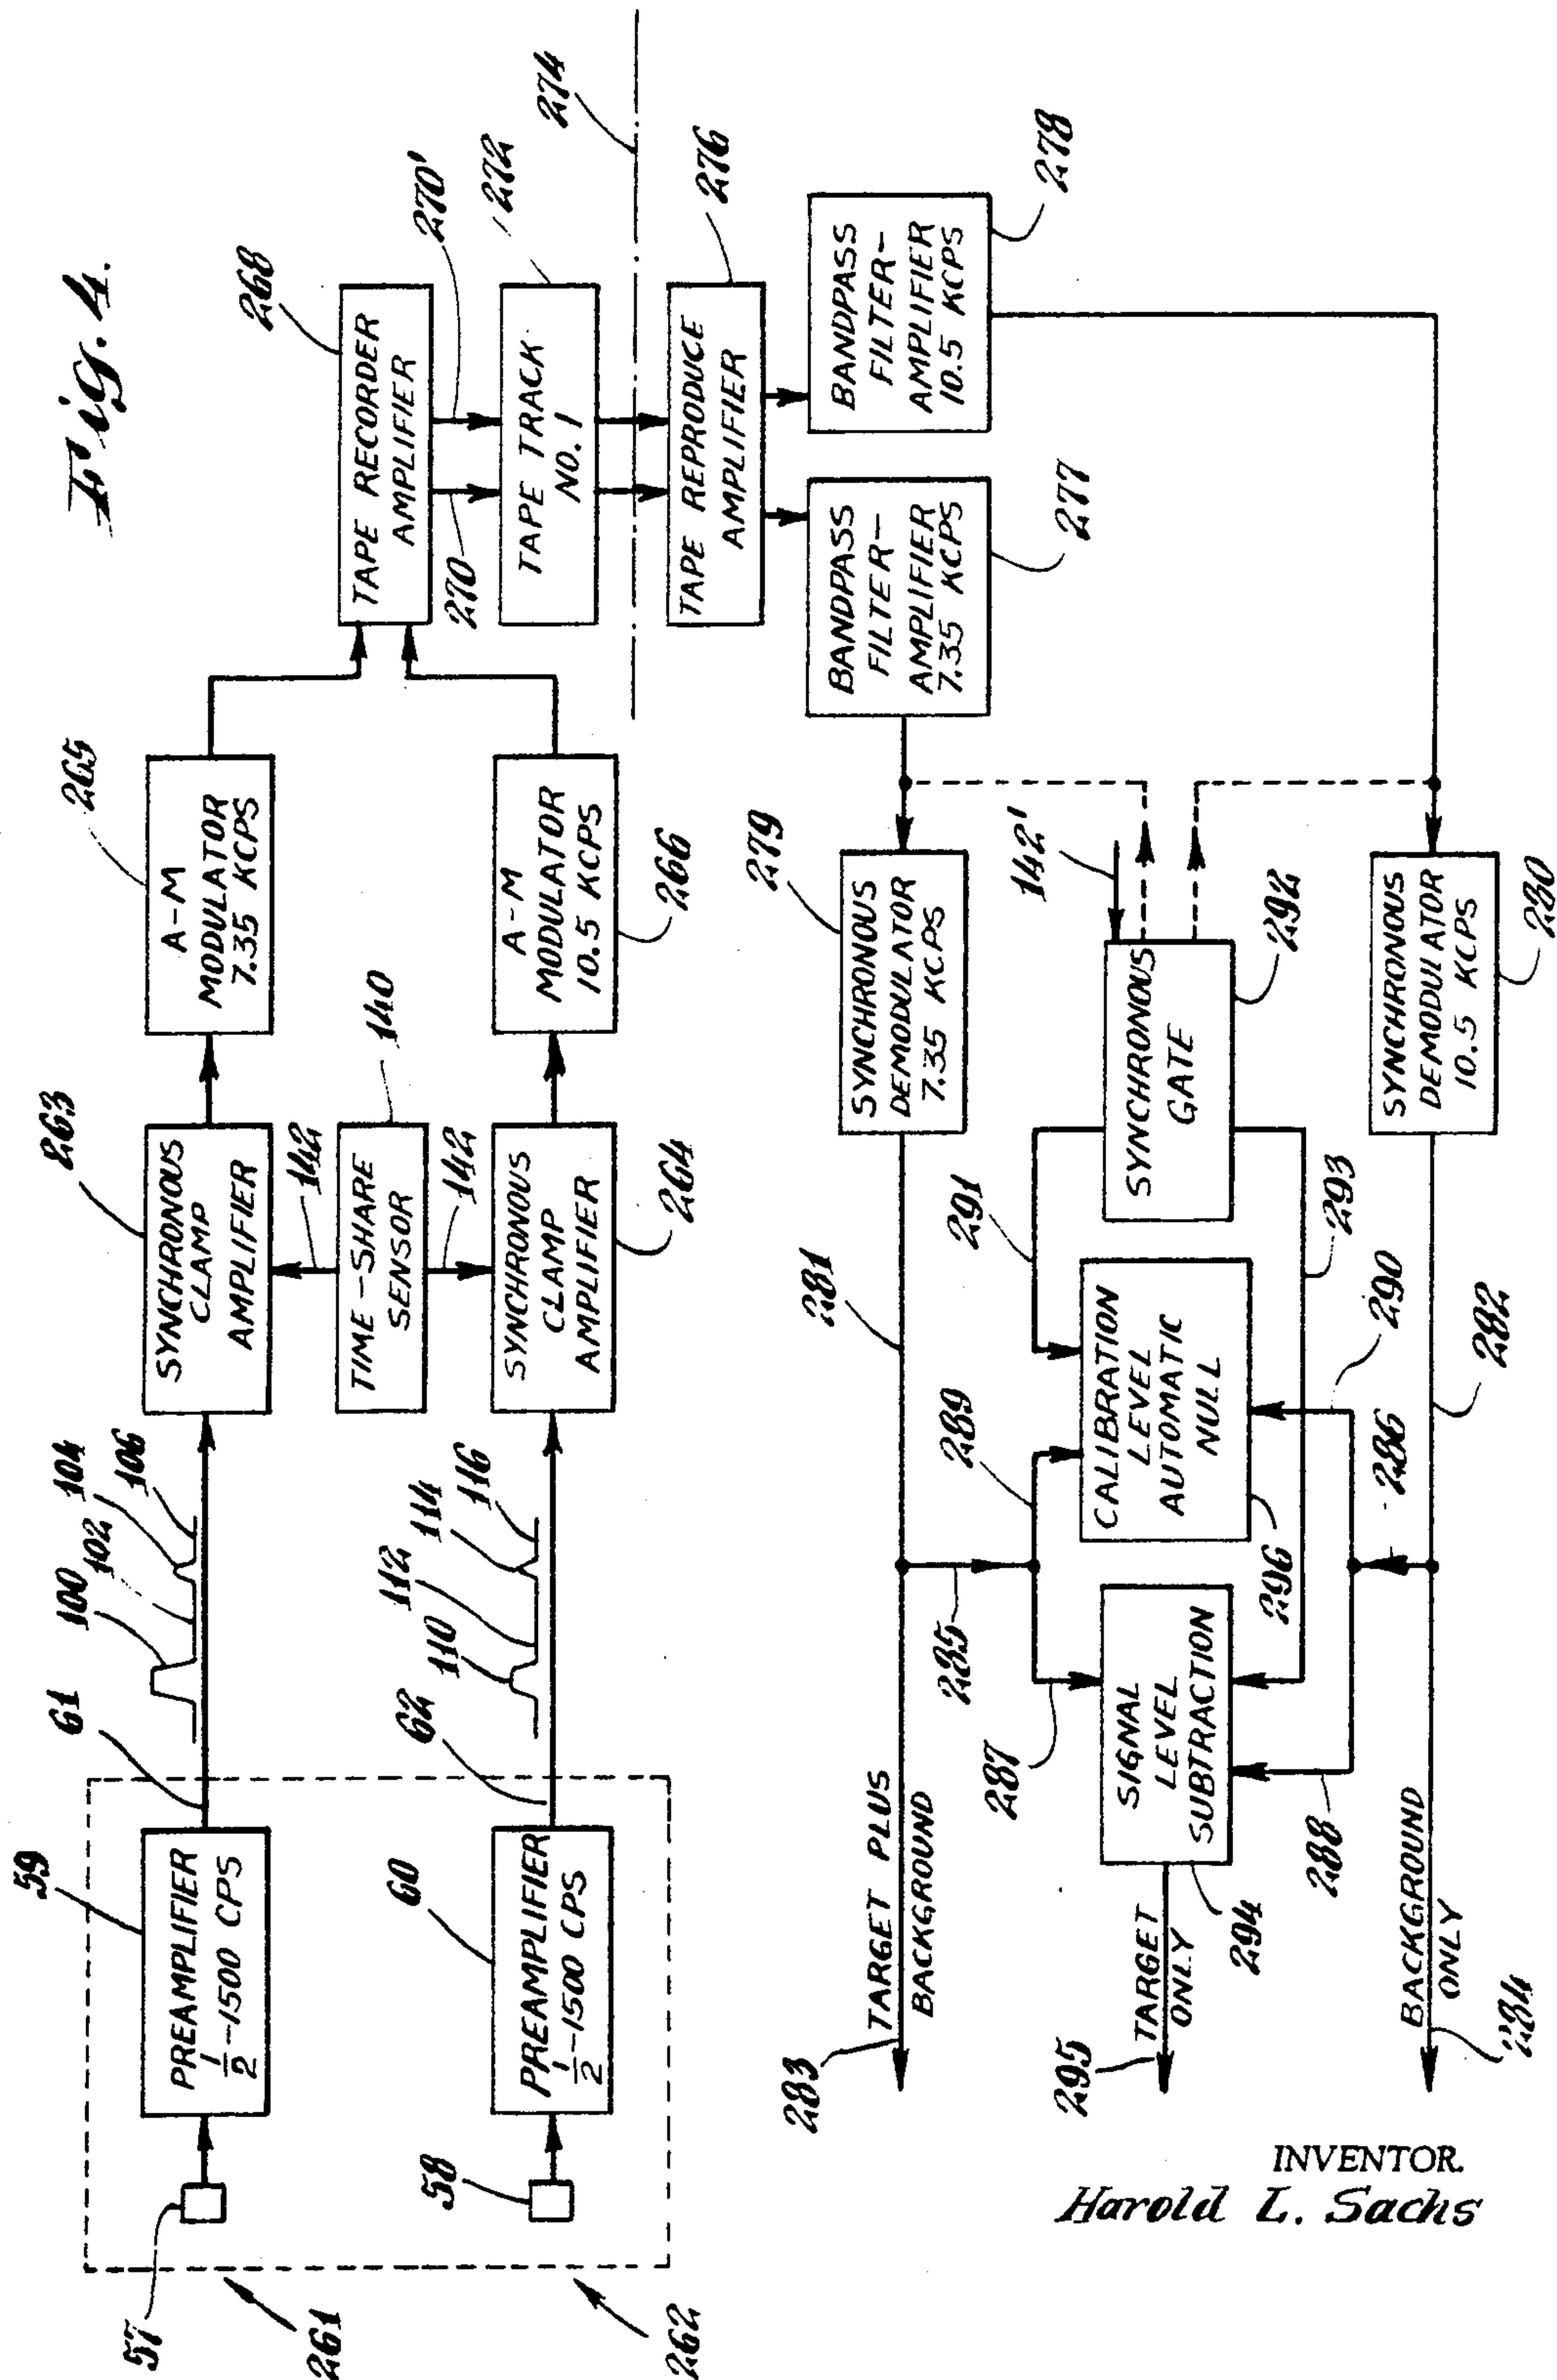 Fig. 4.
57
261
262
59
PREAMPLIFIER
1/2-1500 CPS
61
100
102
104
106
263
SYNCHRONOUS
CLAMP
AMPLIFIER
265
A-M
MODULATOR
7.35 KCPS
142
TIME-SHARE
SENSOR
140
142
58
60
PREAMPLIFIER
1/2-1500 CPS
62
110
112
114
116
SYNCHRONOUS
CLAMP
AMPLIFIER
264
A-M
MODULATOR
10.5 KCPS
266
268
TAPE RECORDER
AMPLIFIER
270
270'
TAPE TRACK
NO. 1
272
274
TAPE REPRODUCE
AMPLIFIER
276
BANDPASS
FILTER-
AMPLIFIER
7.35 KCPS
277
BANDPASS
FILTER-
AMPLIFIER
10.5 KCPS
278
283
TARGET PLUS
BACKGROUND
281
279
SYNCHRONOUS
DEMODULATOR
7.35 KCPS
285
287
289
291
142'
295
TARGET
ONLY
SIGNAL
LEVEL
SUBTRACTION
294
CALIBRATION
LEVEL
AUTOMATIC
NULL
296
SYNCHRONOUS
GATE
292
288
286
290
293
BACKGROUND
ONLY
284
282
SYNCHRONOUS
DEMODULATOR
10.5 KCPS
280
INVENTOR.
Harold L. Sachs